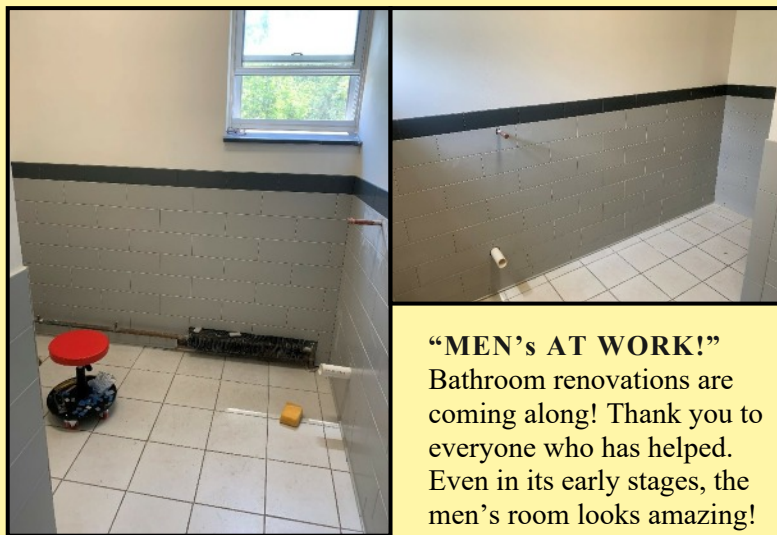 “MEN’s AT WORK!”
Bathroom renovations are
coming along! Thank you to
everyone who has helped.
Even in its early stages, the
men’s room looks amazing!